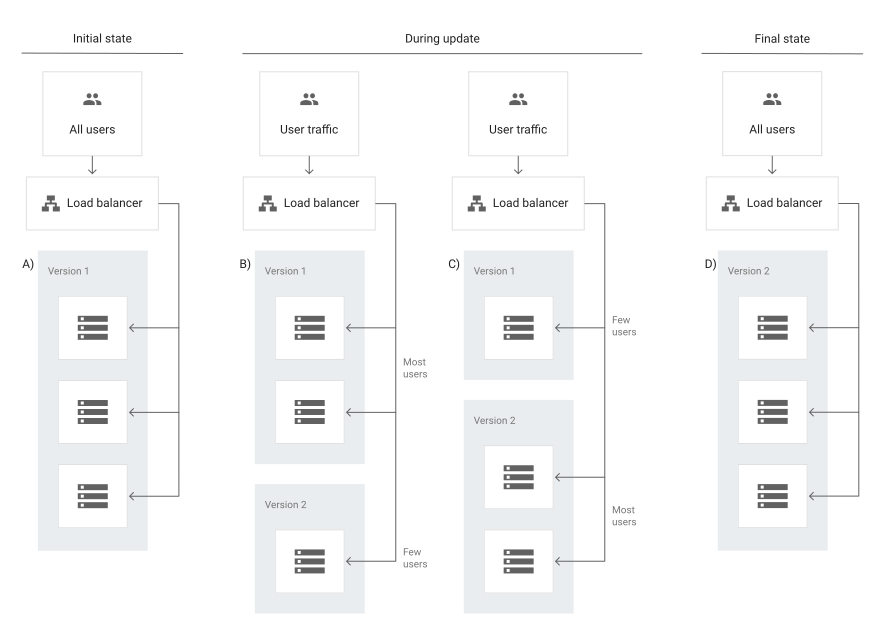 Initial state
During update
Final state
All users
User traffic
User traffic
All users
Load balancer
Load balancer
Load balancer
Load balancer
A)
Version 1
B)
Version 1
C)
Version 1
D)
Version 2
Few
users
Most
users
Version 2
Version 2
Most
users
Few
users